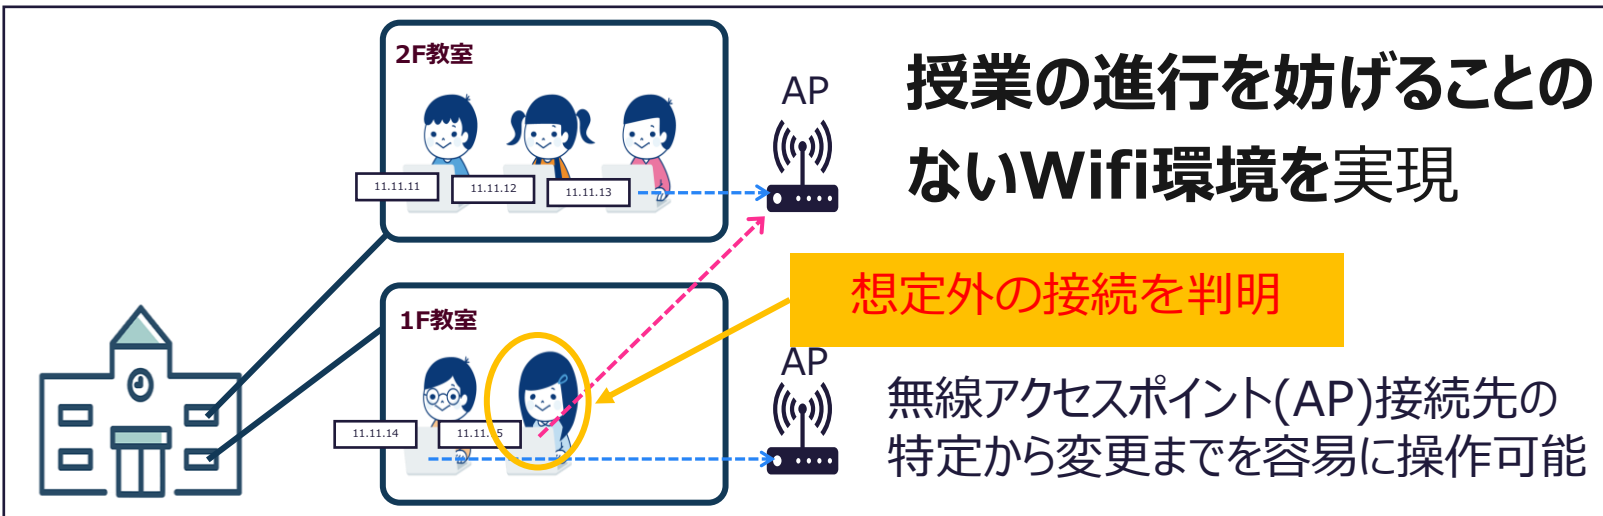 2F教室
11.11.11
11.11.12
11.11.13
AP
授業の進行を妨げることの
ないWifi環境を実現
想定外の接続を判明
1F教室
11.11.14
AP
無線アクセスポイント(AP)接続先の
特定から変更までを容易に操作可能